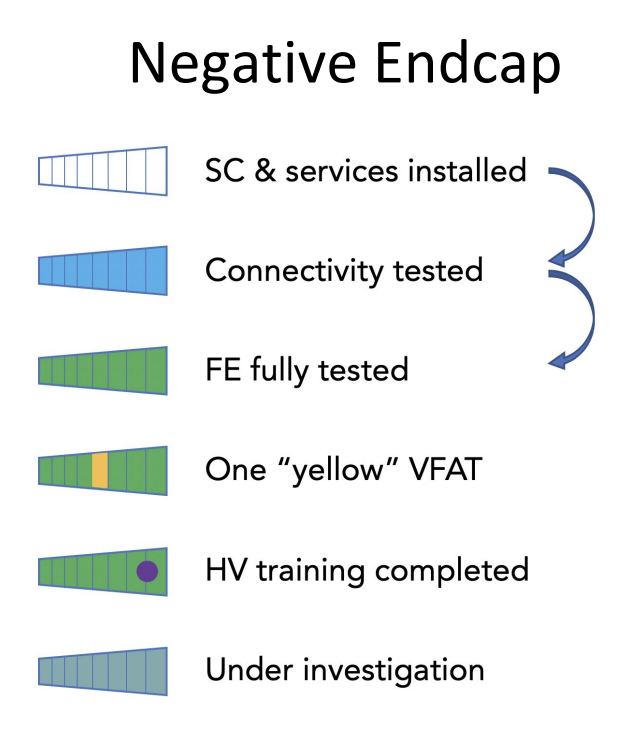 Negative Endcap
SC & services installed
Connectivity tested
FE fully tested
One “yellow” VFAT
HV training completed
Under investigation